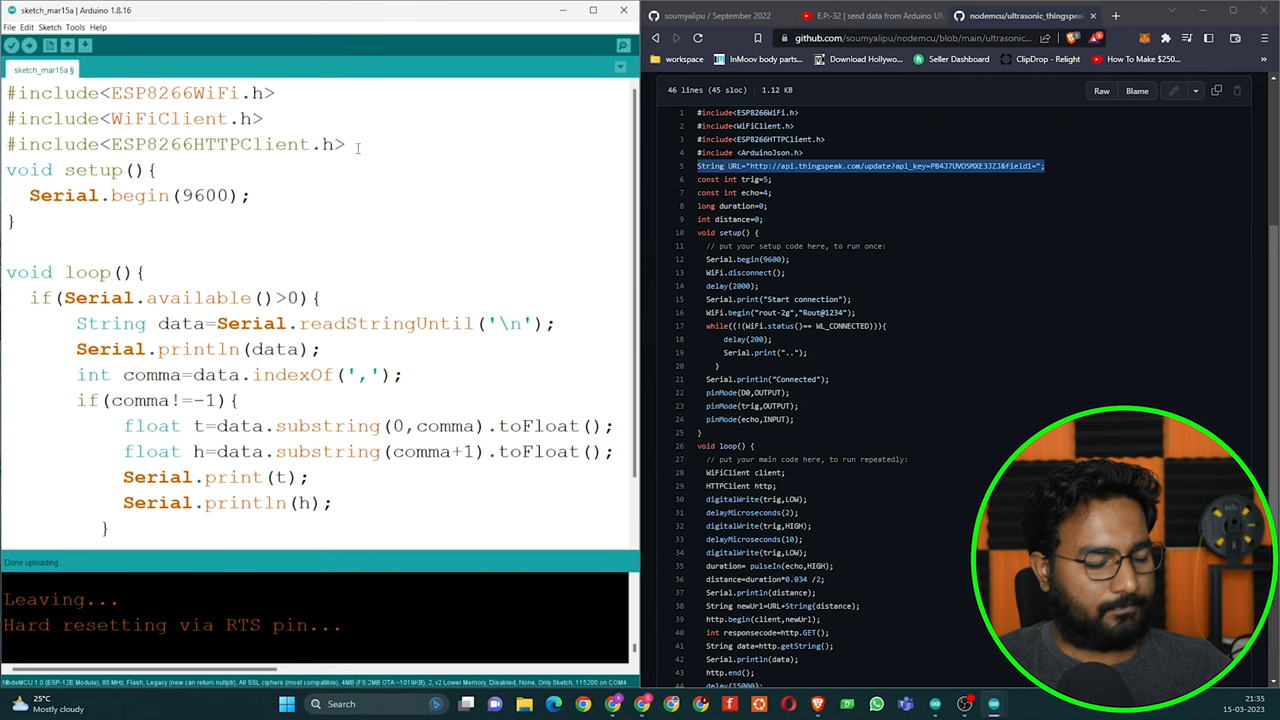 sketch_mar15a | Arduino 1.8.16
File Edit Sketch Tools Help
sketch_mar15a §
#include<ESP8266WiFi.h>
#include<WiFiClient.h>
#include<ESP8266HTTPClient.h>
void setup(){
Serial.begin(9600);
}
void loop(){
if(Serial.available()>0){
String data=Serial.readStringUntil('\n');
Serial.println(data);
int comma=data.indexOf(',');
if(comma!=-1){
float t=data.substring(0,comma).toFloat();
float h=data.substring(comma+1).toFloat();
Serial.print(t);
Serial.println(h);
}
Done uploading.
Leaving...
Hard resetting via RTS pin...
NodeMCU 1.0 (ESP-12E Module), 80 MHz, Flash, Legacy (new can return nullptr), All SSL ciphers (most compatible), 4MB (FS:2MB OTA:~1019KB), 2, v2 Lower Memory, Disabled, None, Only Sketch, 115200 on COM4
soumyalipu / September 2022
E.P:-32 | send data from Arduino UN
nodemcu/ultrasonic_thingspea
github.com/soumyalipu/nodemcu/blob/main/ultrasonic...
workspace
InMoov body parts...
Download Hollywo...
Seller Dashboard
ClipDrop - Relight
How To Make $250...
46 lines (45 sloc) 1.12 KB
Raw Blame
1 #include<ESP8266WiFi.h>
2 #include<WiFiClient.h>
3 #include<ESP8266HTTPClient.h>
4 #include <ArduinoJson.h>
5 String URL="http://api.thingspeak.com/update?api_key=PB4J7UVO5MXE3JZJ&field1=";
6 const int trig=5;
7 const int echo=4;
8 long duration=0;
9 int distance=0;
10 void setup() {
11 // put your setup code here, to run once:
12 Serial.begin(9600);
13 WiFi.disconnect();
14 delay(2000);
15 Serial.print("Start connection");
16 WiFi.begin("rout-2g","Rout@1234");
17 while((!(WiFi.status()== WL_CONNECTED))){
18 delay(200);
19 Serial.print("..");
20 }
21 Serial.println("Connected");
22 pinMode(D0,OUTPUT);
23 pinMode(trig,OUTPUT);
24 pinMode(echo,INPUT);
25 }
26 void loop() {
27 // put your main code here, to run repeatedly:
28 WiFiClient client;
29 HTTPClient http;
30 digitalWrite(trig,LOW);
31 delayMicroseconds(2);
32 digitalWrite(trig,HIGH);
33 delayMicroseconds(10);
34 digitalWrite(trig,LOW);
35 duration= pulseIn(echo,HIGH);
36 distance=duration*0.034 /2;
37 Serial.println(distance);
38 String newUrl=URL+String(distance);
39 http.begin(client,newUrl);
40 int responsecode=http.GET();
41 String data=http.getString();
42 Serial.println(data);
43 http.end();
44 delay(15000);
25°C
Mostly cloudy
Search
21:35
15-03-2023